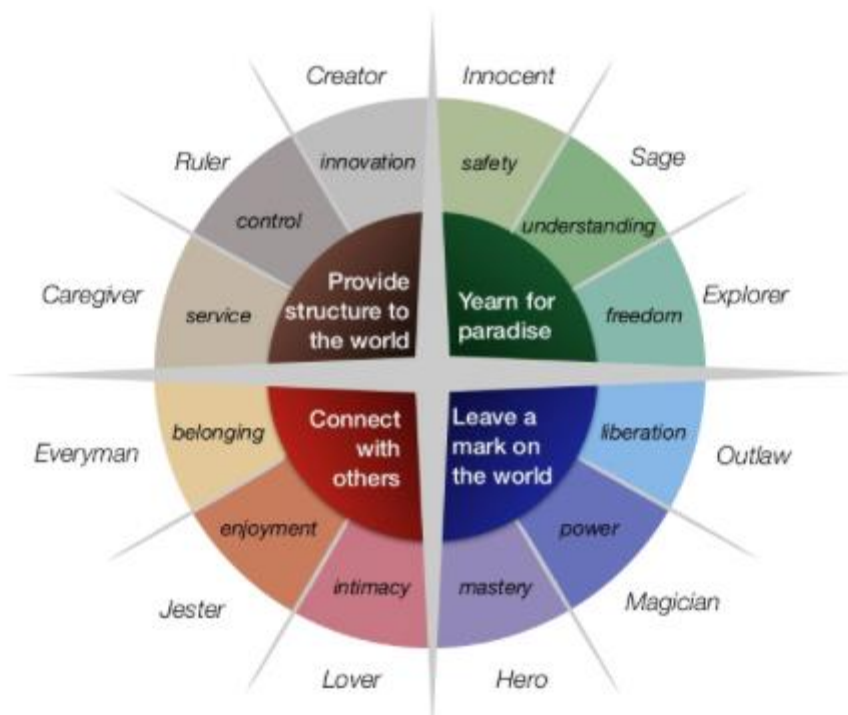 Creator
Innocent
Ruler
innovation
safety
Sage
control
understanding
Caregiver
service
Provide
structure to
the world
Yearn for
paradise
freedom
Explorer
Everyman
belonging
Connect
with
others
Leave a
mark on
the world
liberation
Outlaw
enjoyment
power
Jester
intimacy
mastery
Magician
Lover
Hero